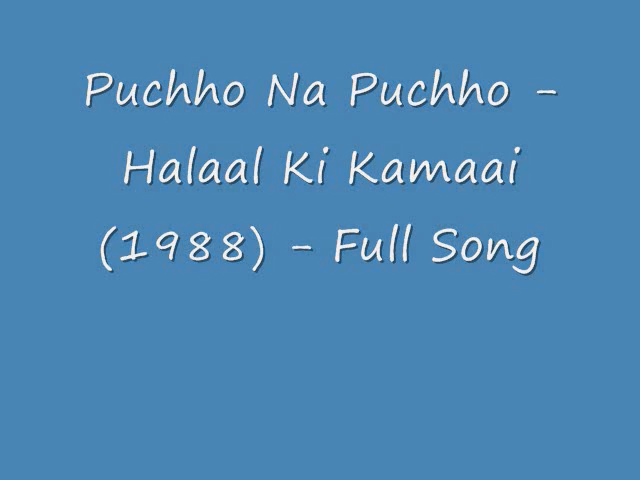 Puchho Na Puchho -
Halaal Ki Kamaai
(1988) - Full Song